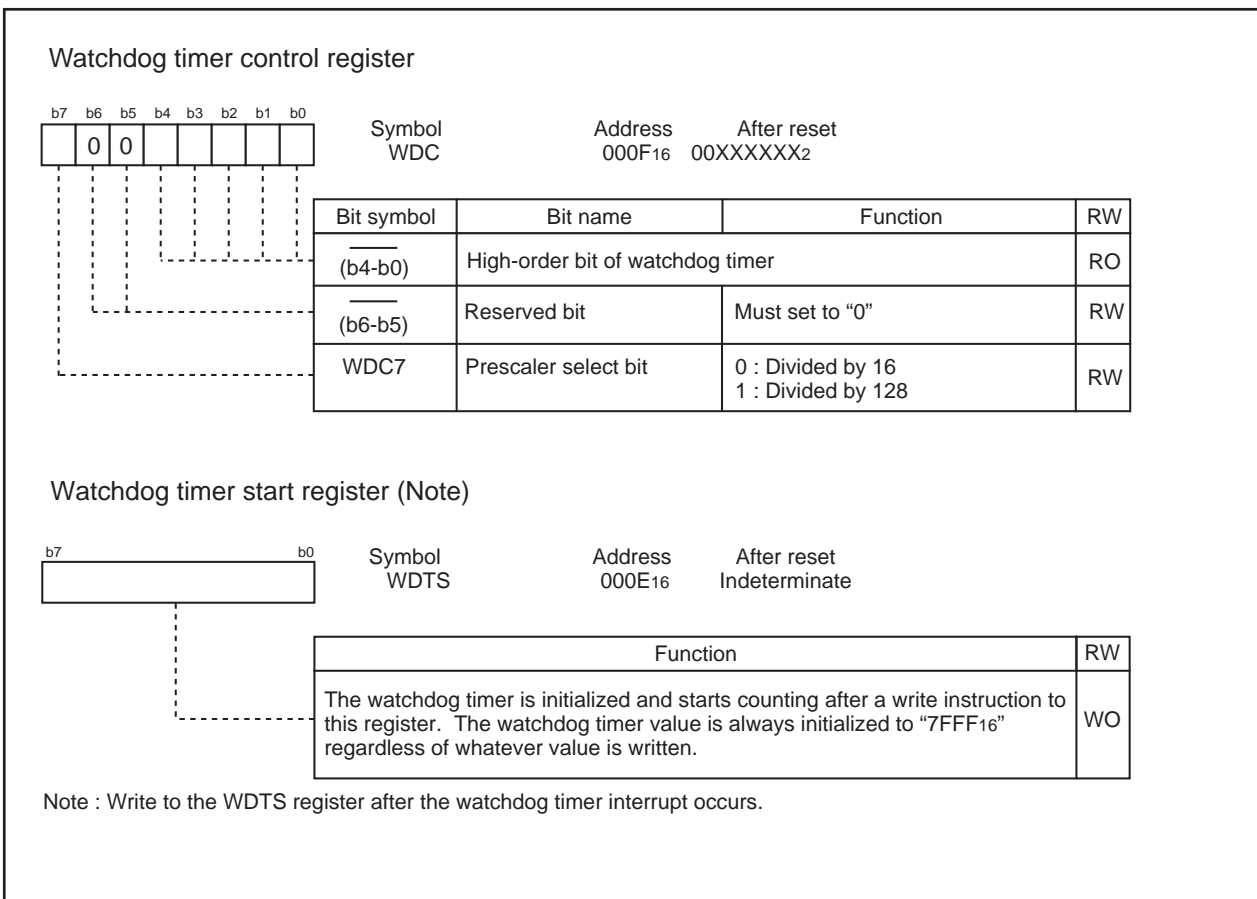 Watchdog timer control register
b7 b6 b5 b4 b3 b2 b1 b0
0 0
Symbol Address After reset
WDC 000F16 00XXXXXX2
Bit symbol Bit name Function RW
(b4-b0) High-order bit of watchdog timer RO
(b6-b5) Reserved bit Must set to “0” RW
WDC7 Prescaler select bit 0 : Divided by 16
1 : Divided by 128 RW
Watchdog timer start register (Note)
b7 b0
Symbol Address After reset
WDTS 000E16 Indeterminate
Function RW
The watchdog timer is initialized and starts counting after a write instruction to
this register. The watchdog timer value is always initialized to “7FFF16” WO
regardless of whatever value is written.
Note : Write to the WDTS register after the watchdog timer interrupt occurs.